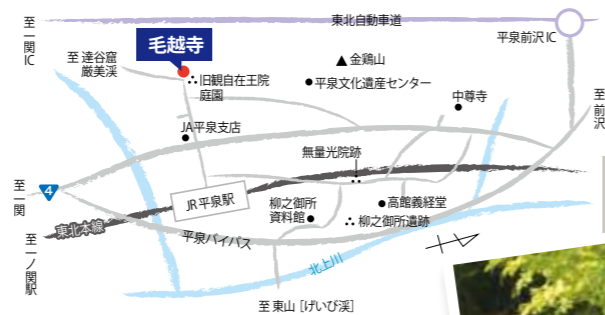 東北自動車道
至 一関IC
平泉前沢IC
毛越寺
至 達谷窟
厳美渓
旧観自在王院
庭園
金鶏山
平泉文化遺産センター
中尊寺
至 前沢
JA平泉支店
無量光院跡
至 一関
4
JR平泉駅
柳之御所
資料館
高館義経堂
柳之御所遺跡
東北本線
至 一ノ関駅
平泉バイパス
北上川
至 東山［げいび渓］